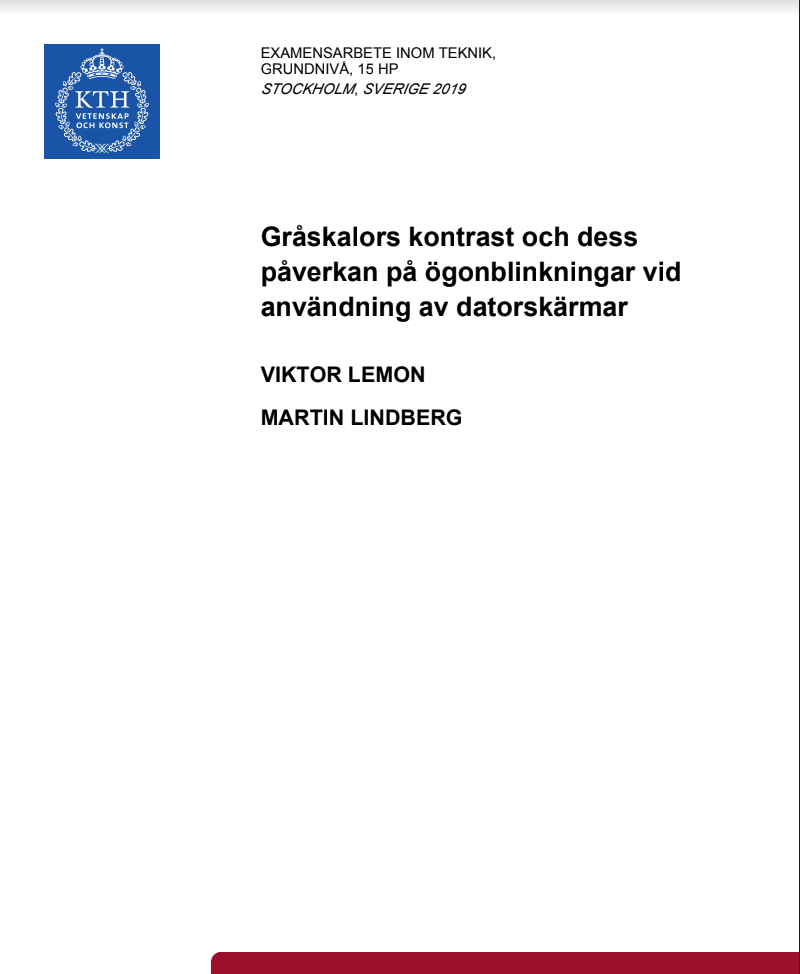 KTH
VETENSKAP
OCH KONST
EXAMENSARBETE INOM TEKNIK,
GRUNDNIVÅ, 15 HP
STOCKHOLM, SVERIGE 2019
Gråskalors kontrast och dess
påverkan på ögonblinkningar vid
användning av datorskärmar
VIKTOR LEMON
MARTIN LINDBERG